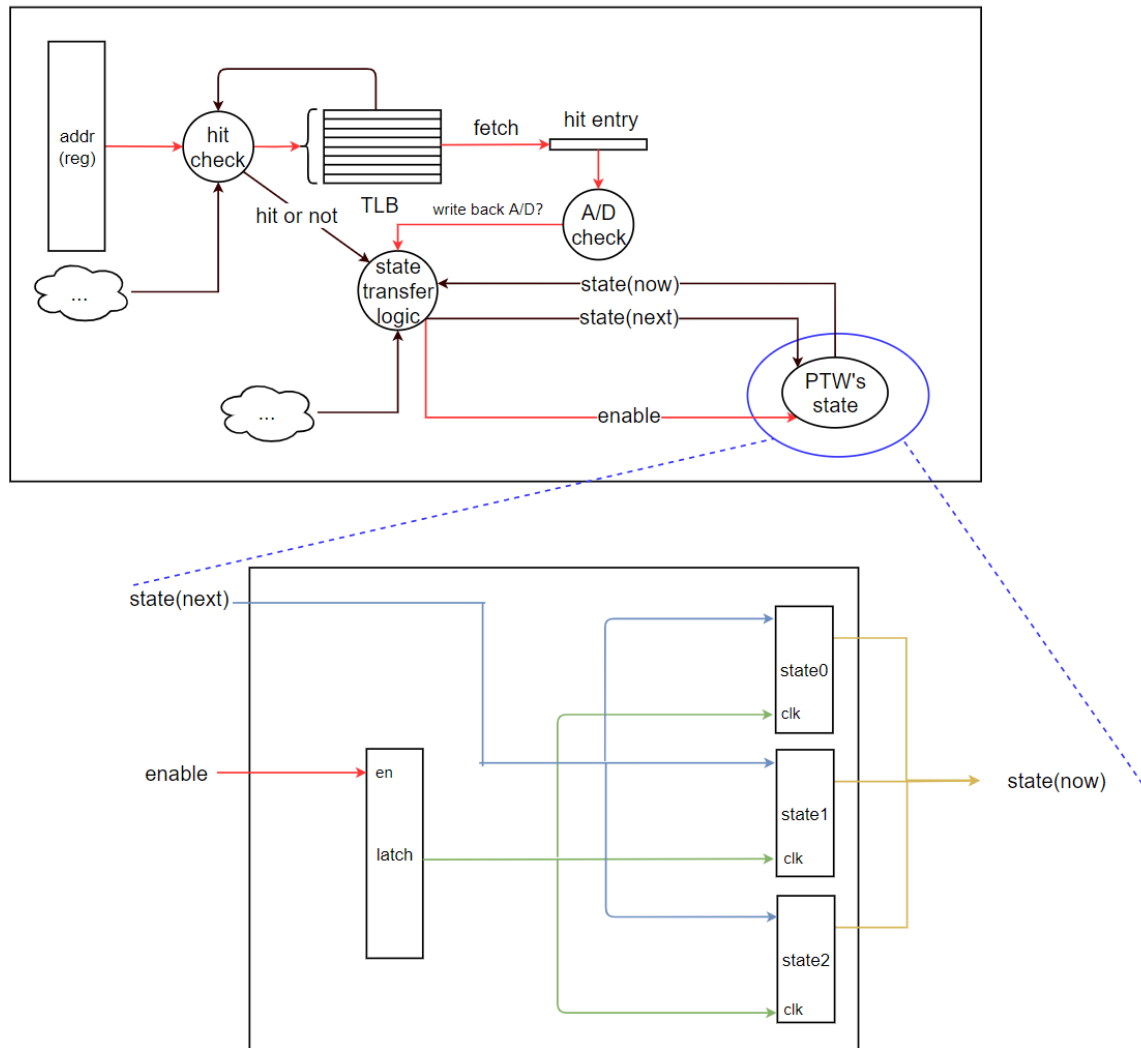 addr
(reg)
hit
check
fetch
hit entry
TLB
hit or not
write back A/D?
A/D
check
...
state
transfer
logic
state(now)
state(next)
...
enable
PTW's
state
state(next)
state0
clk
enable
en
latch
state1
clk
state(now)
state2
clk